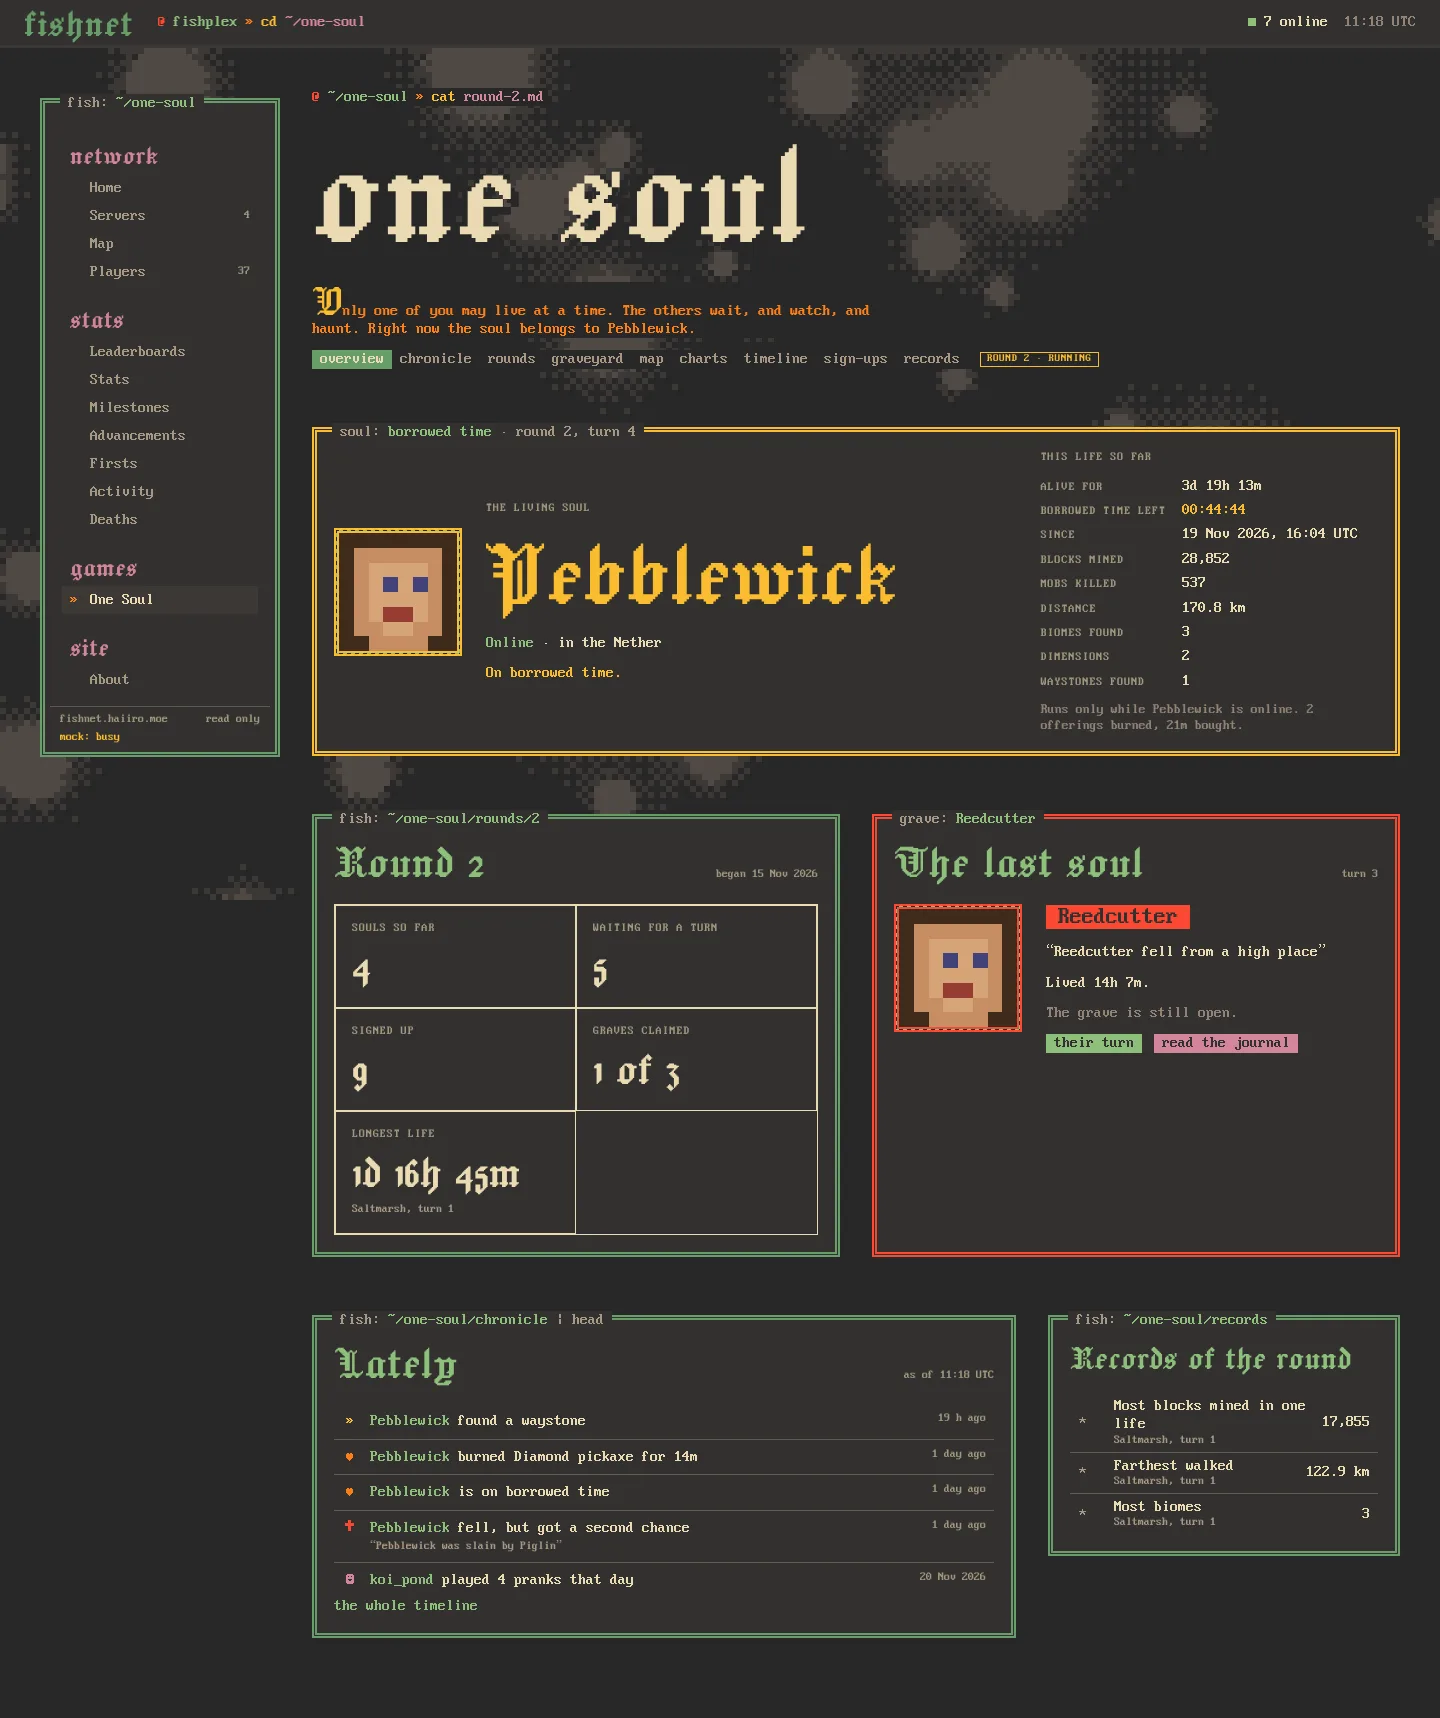 fishnet
@ fishplex » cd ~/one-soul
7 online 11:18 UTC
fish: ~/one-soul
network
Home
Servers 4
Map
Players 37
stats
Leaderboards
Stats
Milestones
Advancements
Firsts
Activity
Deaths
games
» One Soul
site
About
fishnet.haiiro.moe read only
mock: busy
@ ~/one-soul » cat round-2.md
one soul
Only one of you may live at a time. The others wait, and watch, and
haunt. Right now the soul belongs to Pebblewick.
overview chronicle rounds graveyard map charts timeline sign-ups records ROUND 2 · RUNNING
soul: borrowed time · round 2, turn 4
THE LIVING SOUL
Pebblewick
Online · in the Nether
On borrowed time.
THIS LIFE SO FAR
ALIVE FOR 3d 19h 13m
BORROWED TIME LEFT 00:44:44
SINCE 19 Nov 2026, 16:04 UTC
BLOCKS MINED 28,852
MOBS KILLED 537
DISTANCE 170.8 km
BIOMES FOUND 3
DIMENSIONS 2
WAYSTONES FOUND 1
Runs only while Pebblewick is online. 2
offerings burned, 21m bought.
fish: ~/one-soul/rounds/2
Round 2
began 15 Nov 2026
SOULS SO FAR
4
WAITING FOR A TURN
5
SIGNED UP
9
GRAVES CLAIMED
1 of 3
LONGEST LIFE
1d 16h 45m
Saltmarsh, turn 1
grave: Reedcutter
The last soul
turn 3
Reedcutter
“Reedcutter fell from a high place”
Lived 14h 7m.
The grave is still open.
their turn read the journal
fish: ~/one-soul/chronicle ¦ head
Lately
as of 11:18 UTC
» Pebblewick found a waystone 19 h ago
♥ Pebblewick burned Diamond pickaxe for 14m 1 day ago
♥ Pebblewick is on borrowed time 1 day ago
✝ Pebblewick fell, but got a second chance 1 day ago
“Pebblewick was slain by Piglin”
koi_pond played 4 pranks that day 20 Nov 2026
the whole timeline
fish: ~/one-soul/records
Records of the round
* Most blocks mined in one
life 17,855
Saltmarsh, turn 1
* Farthest walked 122.9 km
Saltmarsh, turn 1
* Most biomes 3
Saltmarsh, turn 1